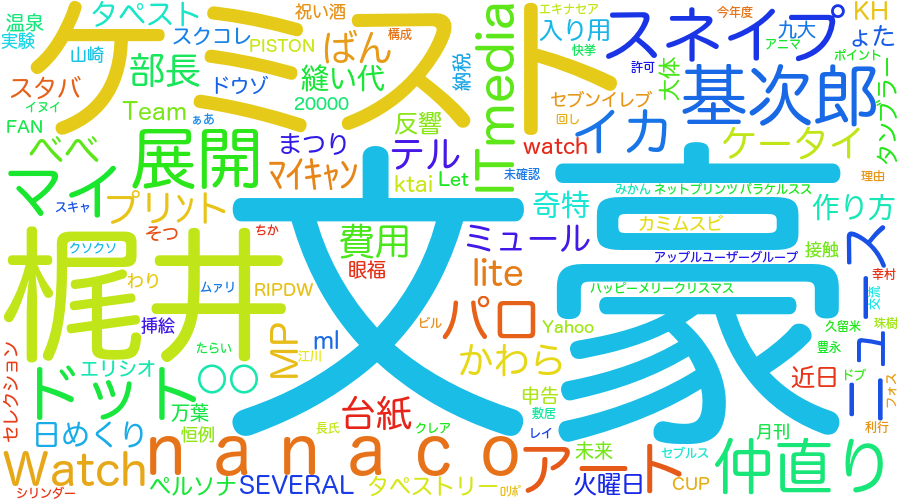 ケミスト
文豪
梶井
基次郎
スネイプ
イカ
ITmedia
展開
マイ
nanaco
アート
仲直り
ニュース
ドット
パロ
Watch
タペスト
祝い酒
構成
エキナセア
今年度
KH
温泉
実験
山崎
スクコレ
PISTON
ばん
入り用
快挙
九大
アニマ
ょた
部長
ドウゾ
縫い代
納税
許可
大体
ポイント
スタバ
イヌイ
Team
20000
セブンイレブ
タンブラー
FAN
ぁあ
反響
回し
ケータイ
べべ
まつり
テル
watch
マイキャン
ktai
Let
未確認
理由
スキャ
プリント
奇特
みかん
ネットプリンツ
パラケルスス
作り方
そつ
ちか
費用
ミュール
カミムスビ
クソクソ
眼福
lite
アップルユーザーグループ
接触
幸村
わり
ムァリ
RIPDW
ハッピーメリークリスマス
交流
挿絵
MP
ml
ビル
Yahoo
久留米
珠樹
たらい
江川
かわら
豊永
セレクション
エリシオ
○○
近日
ドブ
フォス
万葉
台紙
申告
恒例
長氏
クレア
敷居
月刊
利行
日めくり
レイ
未来
セブルス
シリンダー
ペルソナ
SEVERAL
タペストリー
ﾛﾘﾎﾞ
火曜日
CUP